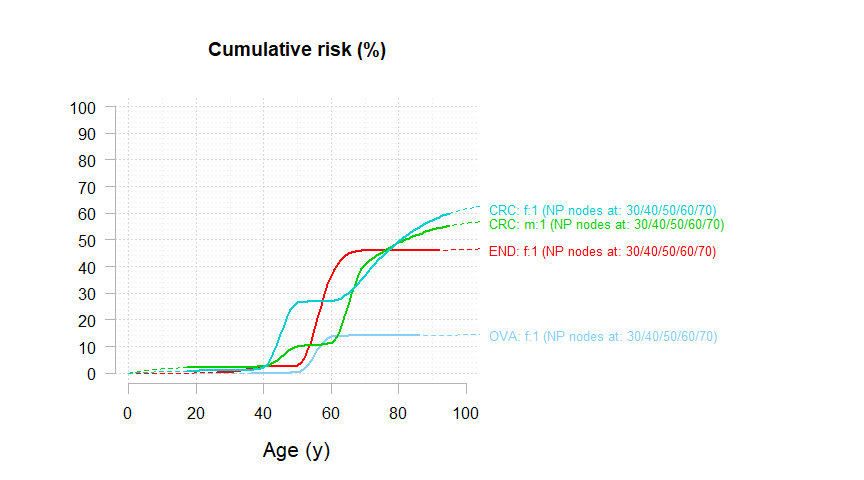 Cumulative risk (%)
100
90
80
70
60
50
40
30
20
10
0
CRC: f:1 (NP nodes at: 30/40/50/60/70)
CRC: m:1 (NP nodes at: 30/40/50/60/70)
END: f:1 (NP nodes at: 30/40/50/60/70)
OVA: f:1 (NP nodes at: 30/40/50/60/70)
0 20 40 60 80 100
Age (y)